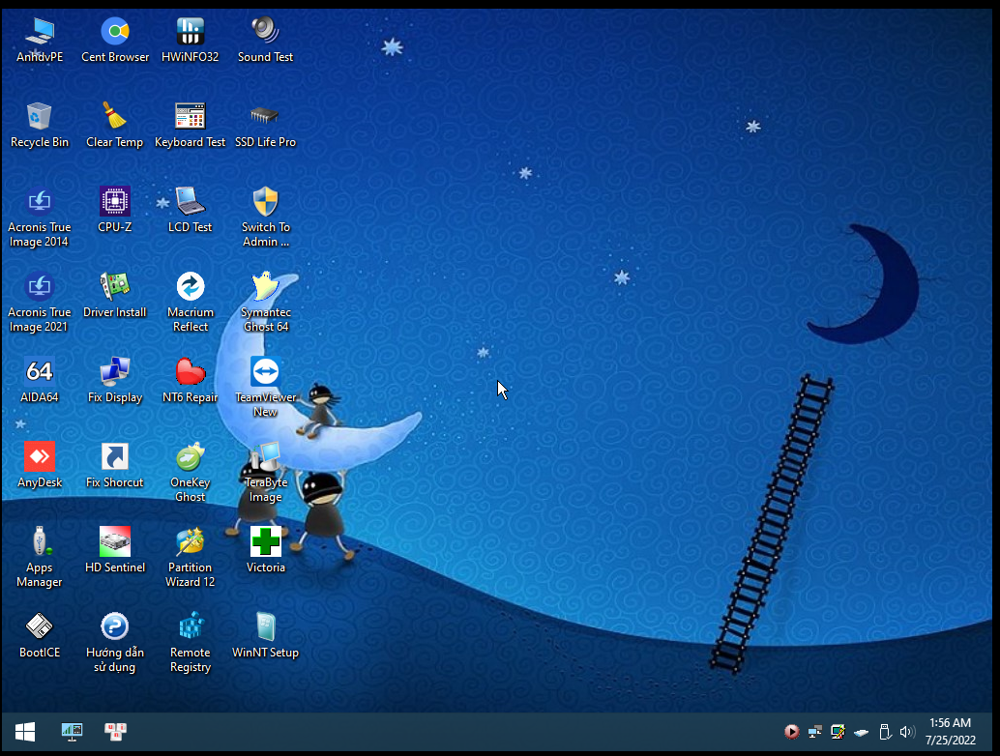 AnhdvPE
Cent Browser
HWiNFO32
Sound Test
Recycle Bin
Clear Temp
Keyboard Test
SSD Life Pro
Acronis True
Image 2014
CPU-Z
LCD Test
Switch To
Admin ...
Acronis True
Image 2021
Driver Install
Macrium
Reflect
Symantec
Ghost 64
64
AIDA64
Fix Display
NT6 Repair
TeamViewer
New
AnyDesk
Fix Shorcut
OneKey
Ghost
TeraByte
Image
Apps
Manager
HD Sentinel
Partition
Wizard 12
Victoria
BootICE
Hướng dẫn
sử dụng
Remote
Registry
WinNT Setup
1:56 AM
7/25/2022